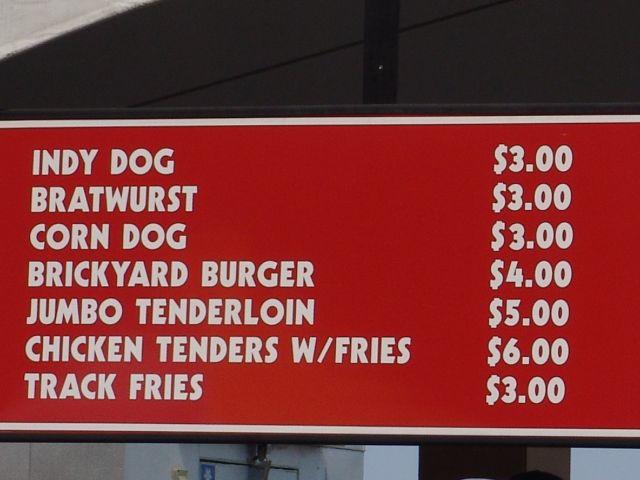 INDY DOG $3.00
BRATWURST $3.00
CORN DOG $3.00
BRICKYARD BURGER $4.00
JUMBO TENDERLOIN $5.00
CHICKEN TENDERS W/FRIES $6.00
TRACK FRIES $3.00